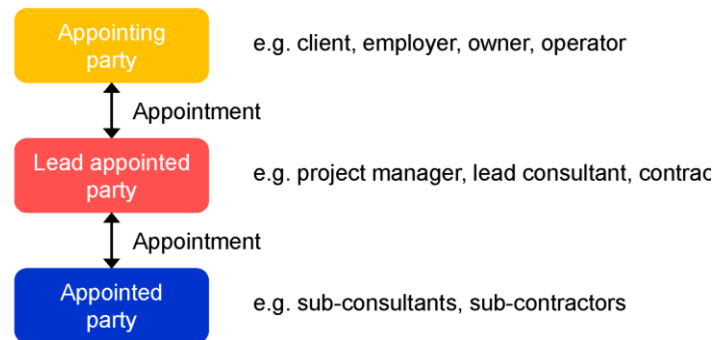 Appointing
party
e.g. client, employer, owner, operator
Appointment
Lead appointed
party
e.g. project manager, lead consultant,
Appointment
Appointed
party
e.g. sub-consultants, sub-contractors